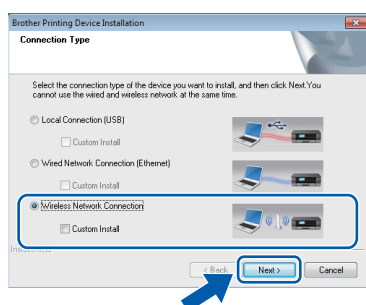 Brother Printing Device Installation
Connection Type
Select the connection type of the device you want to install, and then click Next.You
cannot use the wired and wireless network at the same time.
Local Connection (USB)
Custom Install
Wired Network Connection (Ethernet)
Custom Install
Wireless Network Connection
Custom Install
< Back
Next >
Cancel